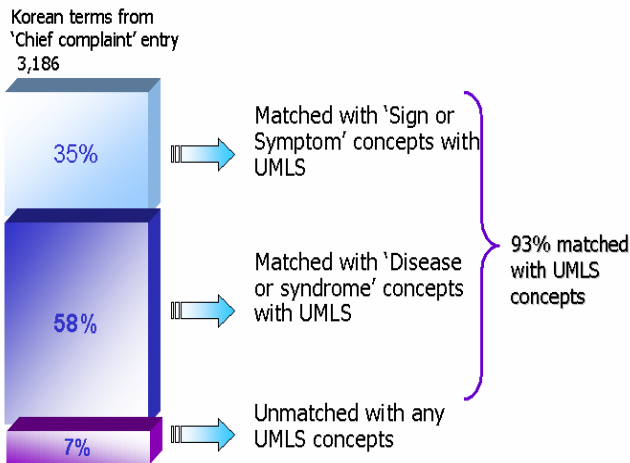 Korean terms from
‘Chief complaint’ entry
3,186
35%
Matched with ‘Sign or
Symptom’ concepts with
UMLS
58%
Matched with ‘Disease
or syndrome’ concepts
with UMLS
93% matched
with UMLS
concepts
7%
Unmatched with any
UMLS concepts